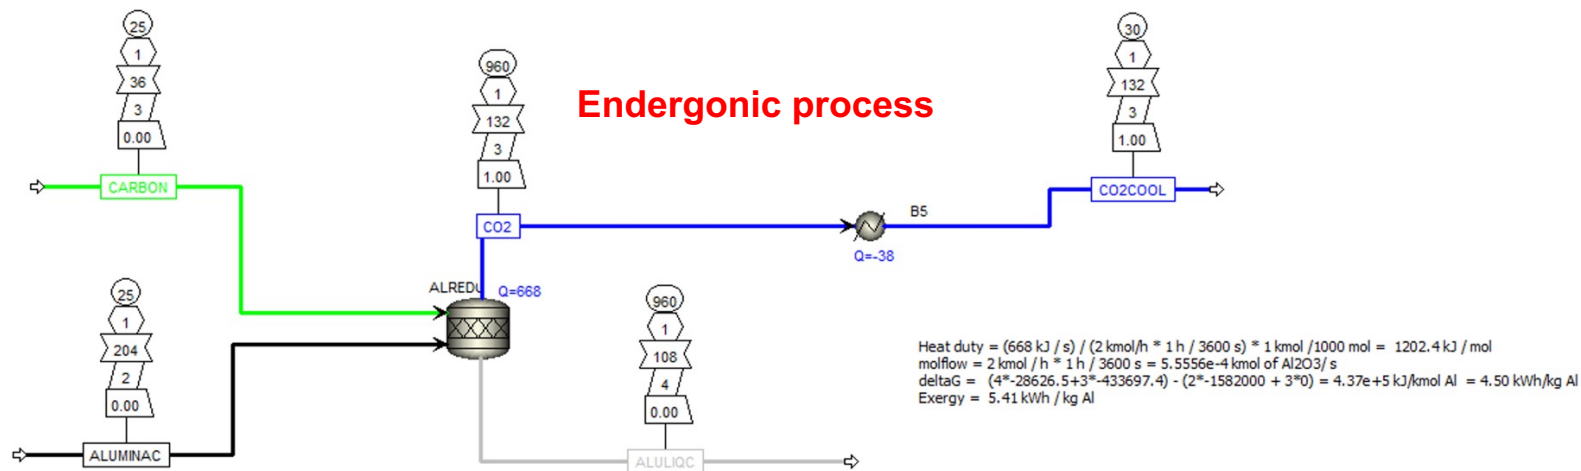 25
1
36
3
0.00
CARBON
960
1
132
3
1.00
CO2
Endergonic process
30
1
132
3
1.00
CO2COOL
B5
Q=-38
ALREDU
Q=668
25
1
204
2
0.00
ALUMINAC
960
1
108
4
0.00
ALULIQC
Heat duty = (668 kJ / s) / (2 kmol/h * 1 h / 3600 s) * 1 kmol /1000 mol = 1202.4 kJ / mol
molflow = 2 kmol / h * 1 h / 3600 s = 5.5556e-4 kmol of Al2O3/ s
deltaG = (4*-28626.5+3*-433697.4) - (2*-1582000 + 3*0) = 4.37e+5 kJ/kmol Al = 4.50 kWh/kg Al
Exergy = 5.41 kWh / kg Al